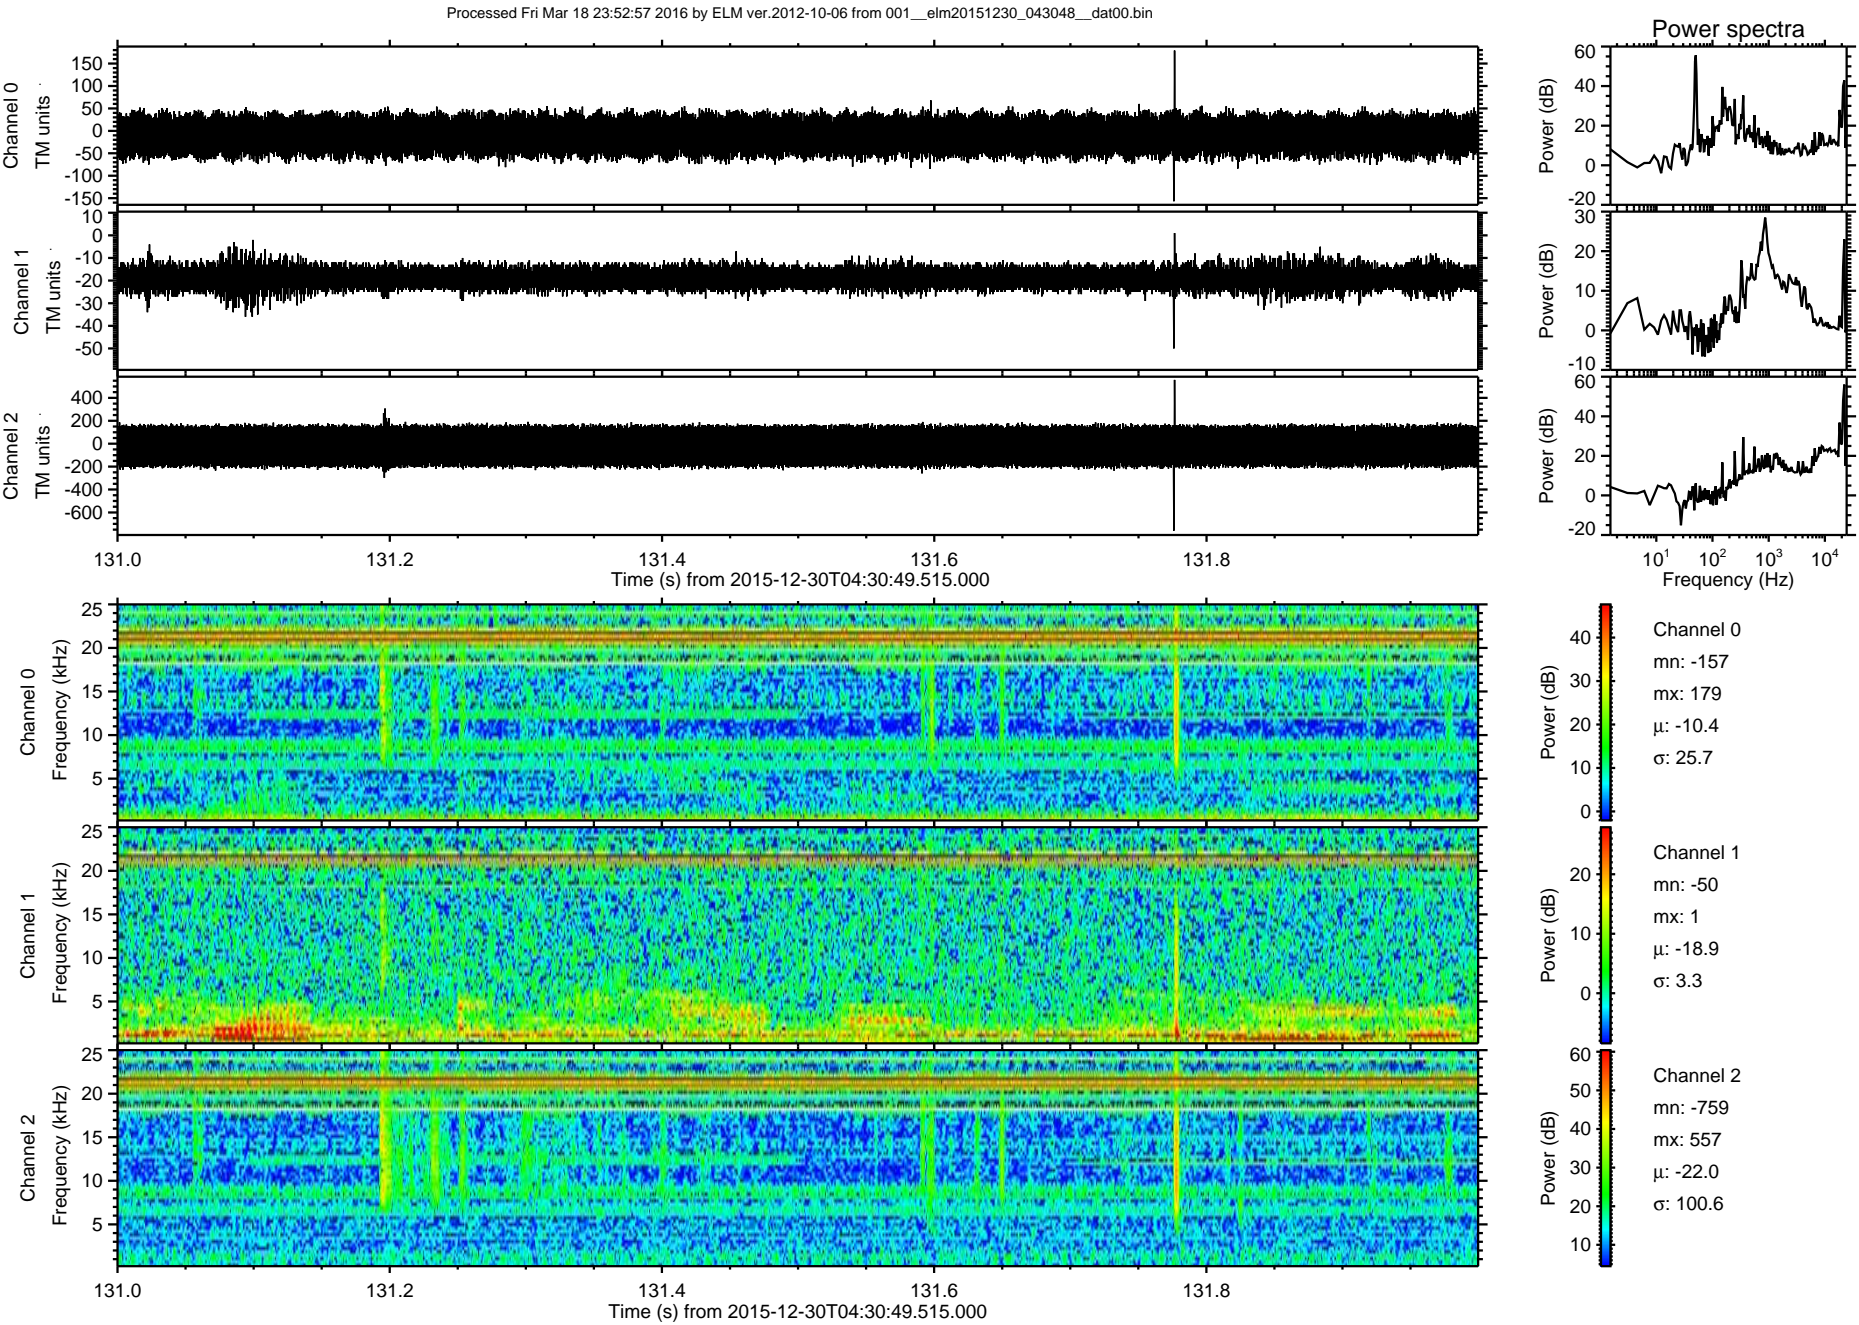 Processed Fri Mar 18 23:52:57 2016 by ELM ver.2012-10-06 from 001__elm20151230_043048__dat00.bin
Power spectra
Channel 0
TM units
150
100
50
0
-50
-100
-150
Power (dB)
60
40
20
0
-20
Channel 1
TM units
10
0
-10
-20
-30
-40
-50
Power (dB)
30
20
10
0
-10
Channel 2
TM units
400
200
0
-200
-400
-600
Power (dB)
60
40
20
0
-20
131.0 131.2 131.4 131.6 131.8
Time (s) from 2015-12-30T04:30:49.515.000
10¹ 10² 10³ 10⁴
Frequency (Hz)
Channel 0
Frequency (kHz)
25
20
15
10
5
Power (dB)
40
30
20
10
0
Channel 0
mn: -157
mx: 179
μ: -10.4
σ: 25.7
Channel 1
Frequency (kHz)
25
20
15
10
5
Power (dB)
20
10
0
Channel 1
mn: -50
mx: 1
μ: -18.9
σ: 3.3
Channel 2
Frequency (kHz)
25
20
15
10
5
Power (dB)
60
50
40
30
20
10
Channel 2
mn: -759
mx: 557
μ: -22.0
σ: 100.6
131.0 131.2 131.4 131.6 131.8
Time (s) from 2015-12-30T04:30:49.515.000